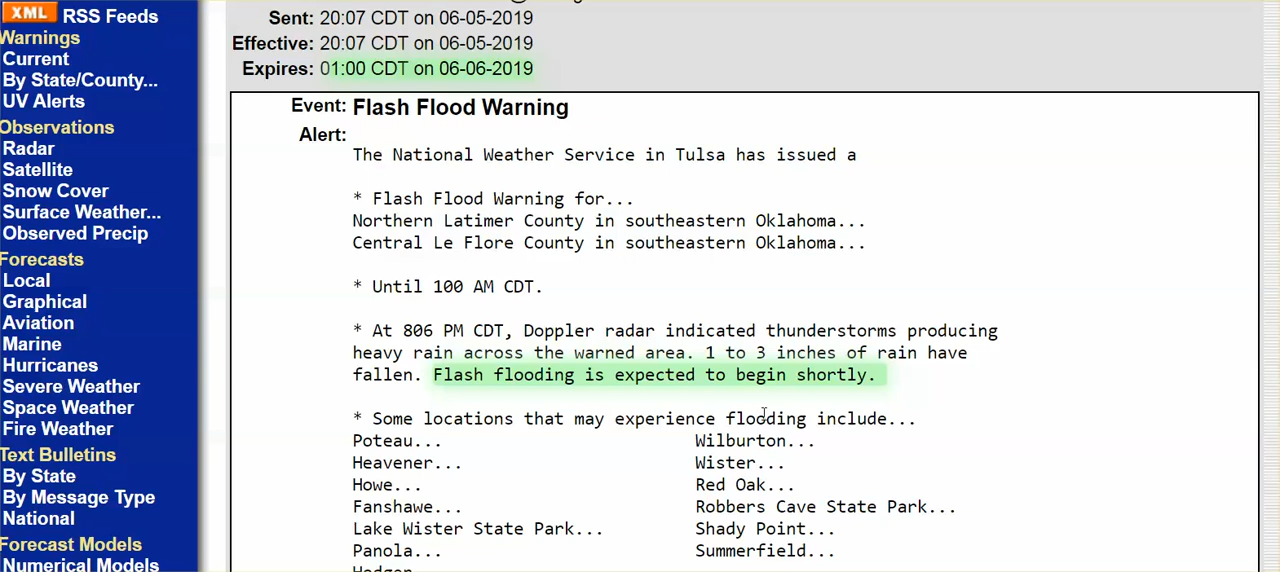 XML RSS Feeds
Warnings
Current
By State/County...
UV Alerts
Observations
Radar
Satellite
Snow Cover
Surface Weather...
Observed Precip
Forecasts
Local
Graphical
Aviation
Marine
Hurricanes
Severe Weather
Space Weather
Fire Weather
Text Bulletins
By State
By Message Type
National
Forecast Models
Numerical Models
Sent: 20:07 CDT on 06-05-2019
Effective: 20:07 CDT on 06-05-2019
Expires: 01:00 CDT on 06-06-2019
Event: Flash Flood Warning
Alert:
The National Weather Service in Tulsa has issued a
* Flash Flood Warning for...
Northern Latimer County in southeastern Oklahoma...
Central Le Flore County in southeastern Oklahoma...
* Until 100 AM CDT.
* At 806 PM CDT, Doppler radar indicated thunderstorms producing
heavy rain across the warned area. 1 to 3 inches of rain have
fallen. Flash flooding is expected to begin shortly.
* Some locations that may experience flooding include...
Poteau... Wilburton...
Heavener... Wister...
Howe... Red Oak...
Fanshawe... Robbers Cave State Park...
Lake Wister State Park... Shady Point...
Panola... Summerfield...